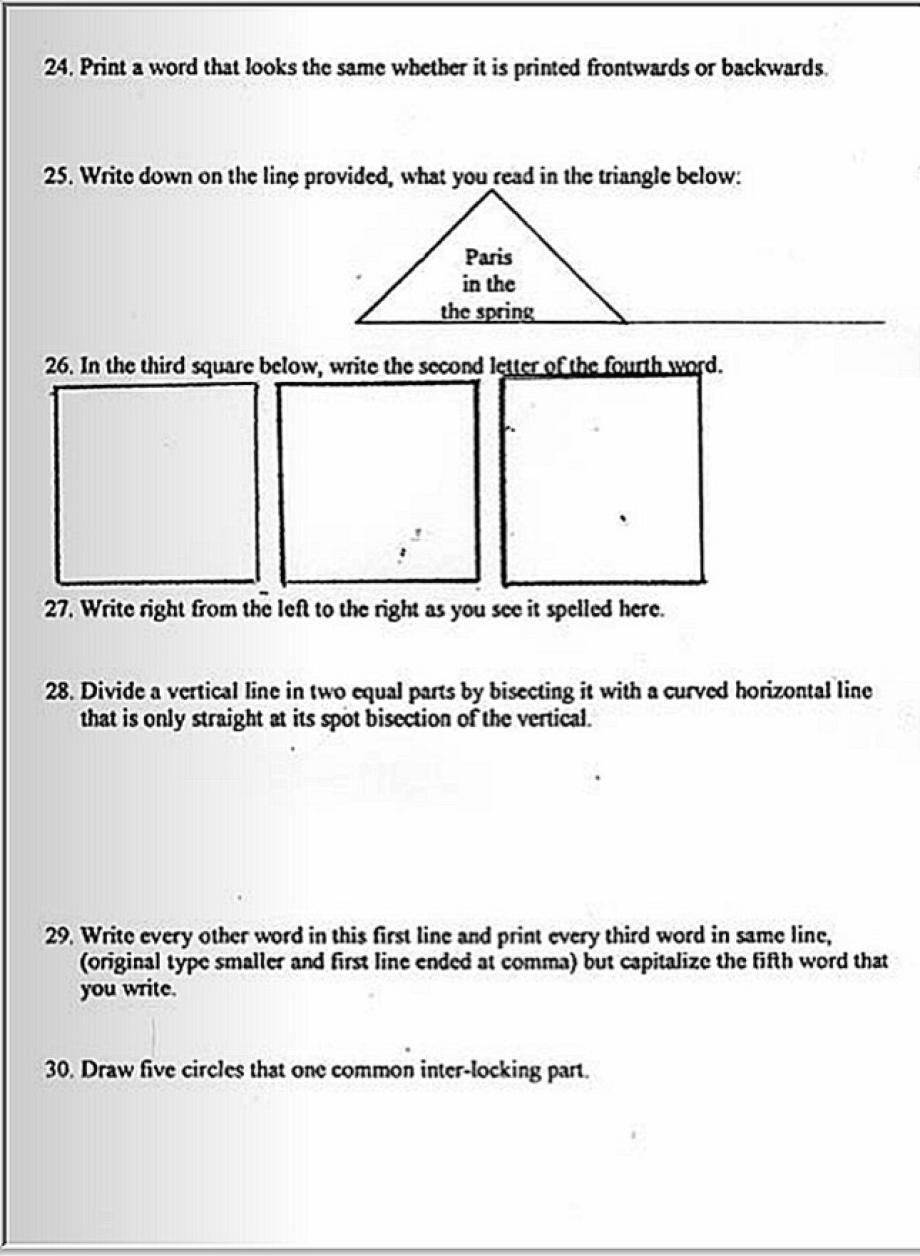 24. Print a word that looks the same whether it is printed frontwards or backwards.
25. Write down on the line provided, what you read in the triangle below:
Paris
in the
the spring
26. In the third square below, write the second letter of the fourth word.
27. Write right from the left to the right as you see it spelled here.
28. Divide a vertical line in two equal parts by bisecting it with a curved horizontal line
that is only straight at its spot bisection of the vertical.
29. Write every other word in this first line and print every third word in same line,
(original type smaller and first line ended at comma) but capitalize the fifth word that
you write.
30. Draw five circles that one common inter-locking part.